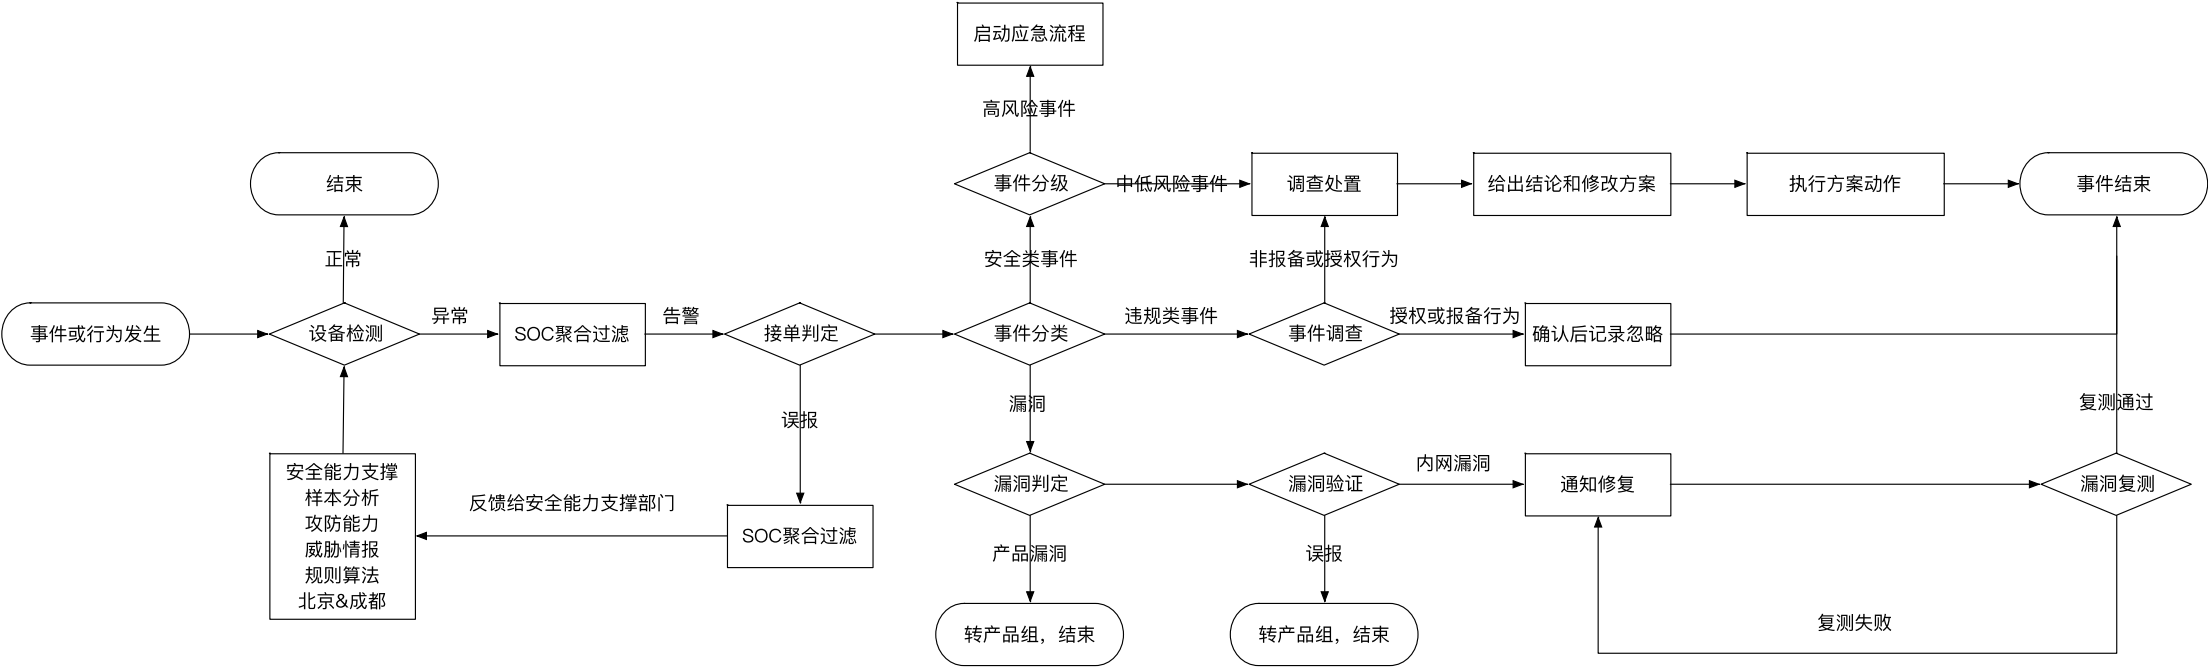 启动应急流程
高风险事件
结束
事件分级
中低风险事件
调查处置
给出结论和修改方案
执行方案动作
事件结束
正常
安全类事件
非报备或授权行为
事件或行为发生
设备检测
异常
SOC聚合过滤
告警
接单判定
事件分类
违规类事件
事件调查
授权或报备行为
确认后记录忽略
误报
漏洞
复测通过
安全能力支撑
样本分析
攻防能力
威胁情报
规则算法
北京&成都
反馈给安全能力支撑部门
SOC聚合过滤
漏洞判定
漏洞验证
内网漏洞
通知修复
漏洞复测
产品漏洞
误报
转产品组，结束
转产品组，结束
复测失败